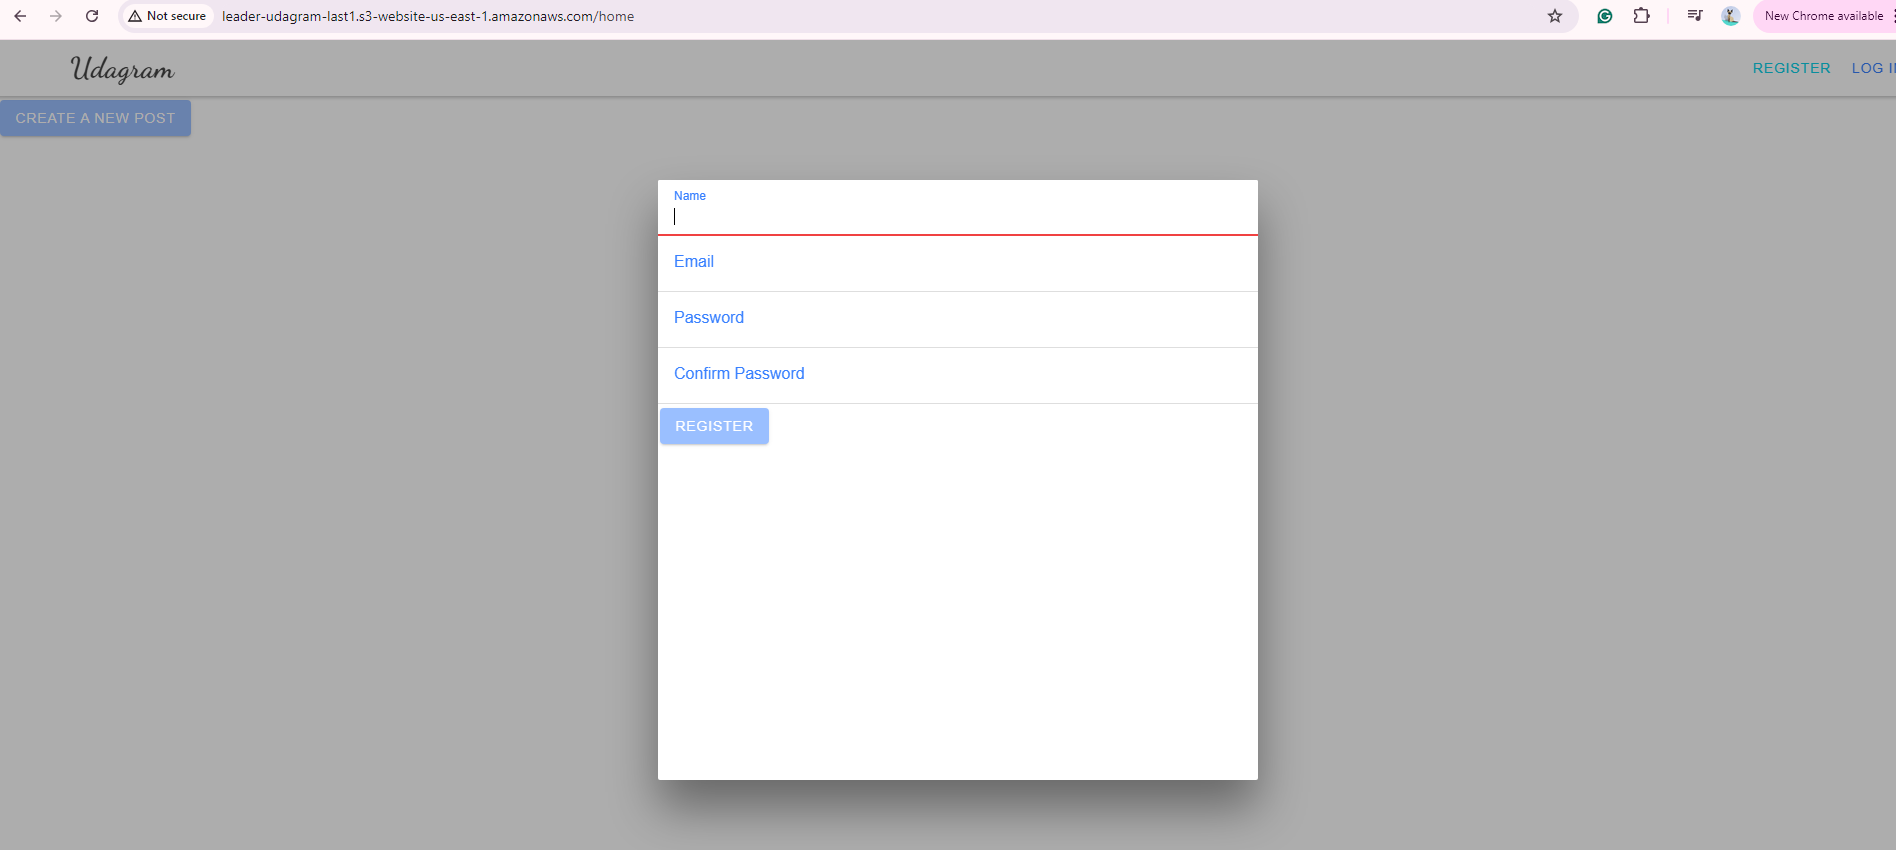 Not secure leader-udagram-last1.s3-website-us-east-1.amazonaws.com/home New Chrome available
Udagram REGISTER LOG I
CREATE A NEW POST
Name
Email
Password
Confirm Password
REGISTER